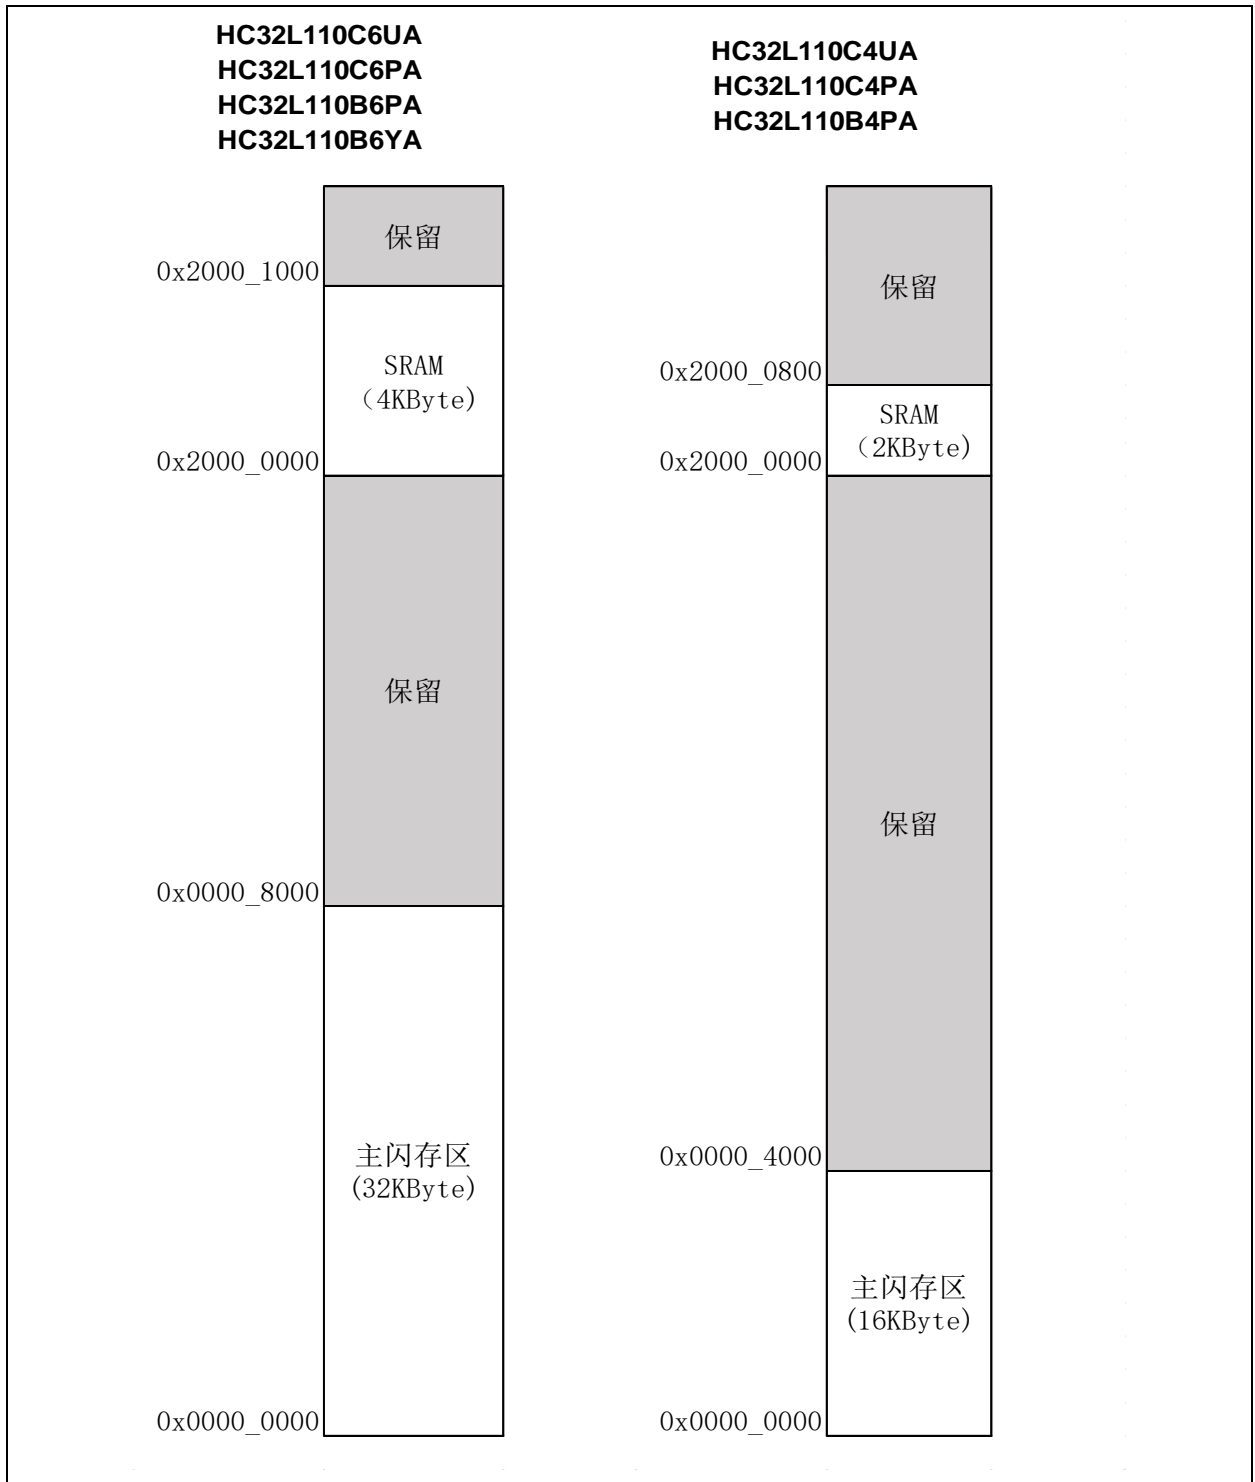 HC32L110C6UA
HC32L110C6PA
HC32L110B6PA
HC32L110B6YA
保留
0x2000_1000
SRAM
（4KByte)
0x2000_0000
保留
0x0000_8000
主闪存区
(32KByte)
0x0000_0000
HC32L110C4UA
HC32L110C4PA
HC32L110B4PA
保留
0x2000_0800
SRAM
（2KByte)
0x2000_0000
保留
0x0000_4000
主闪存区
(16KByte)
0x0000_0000